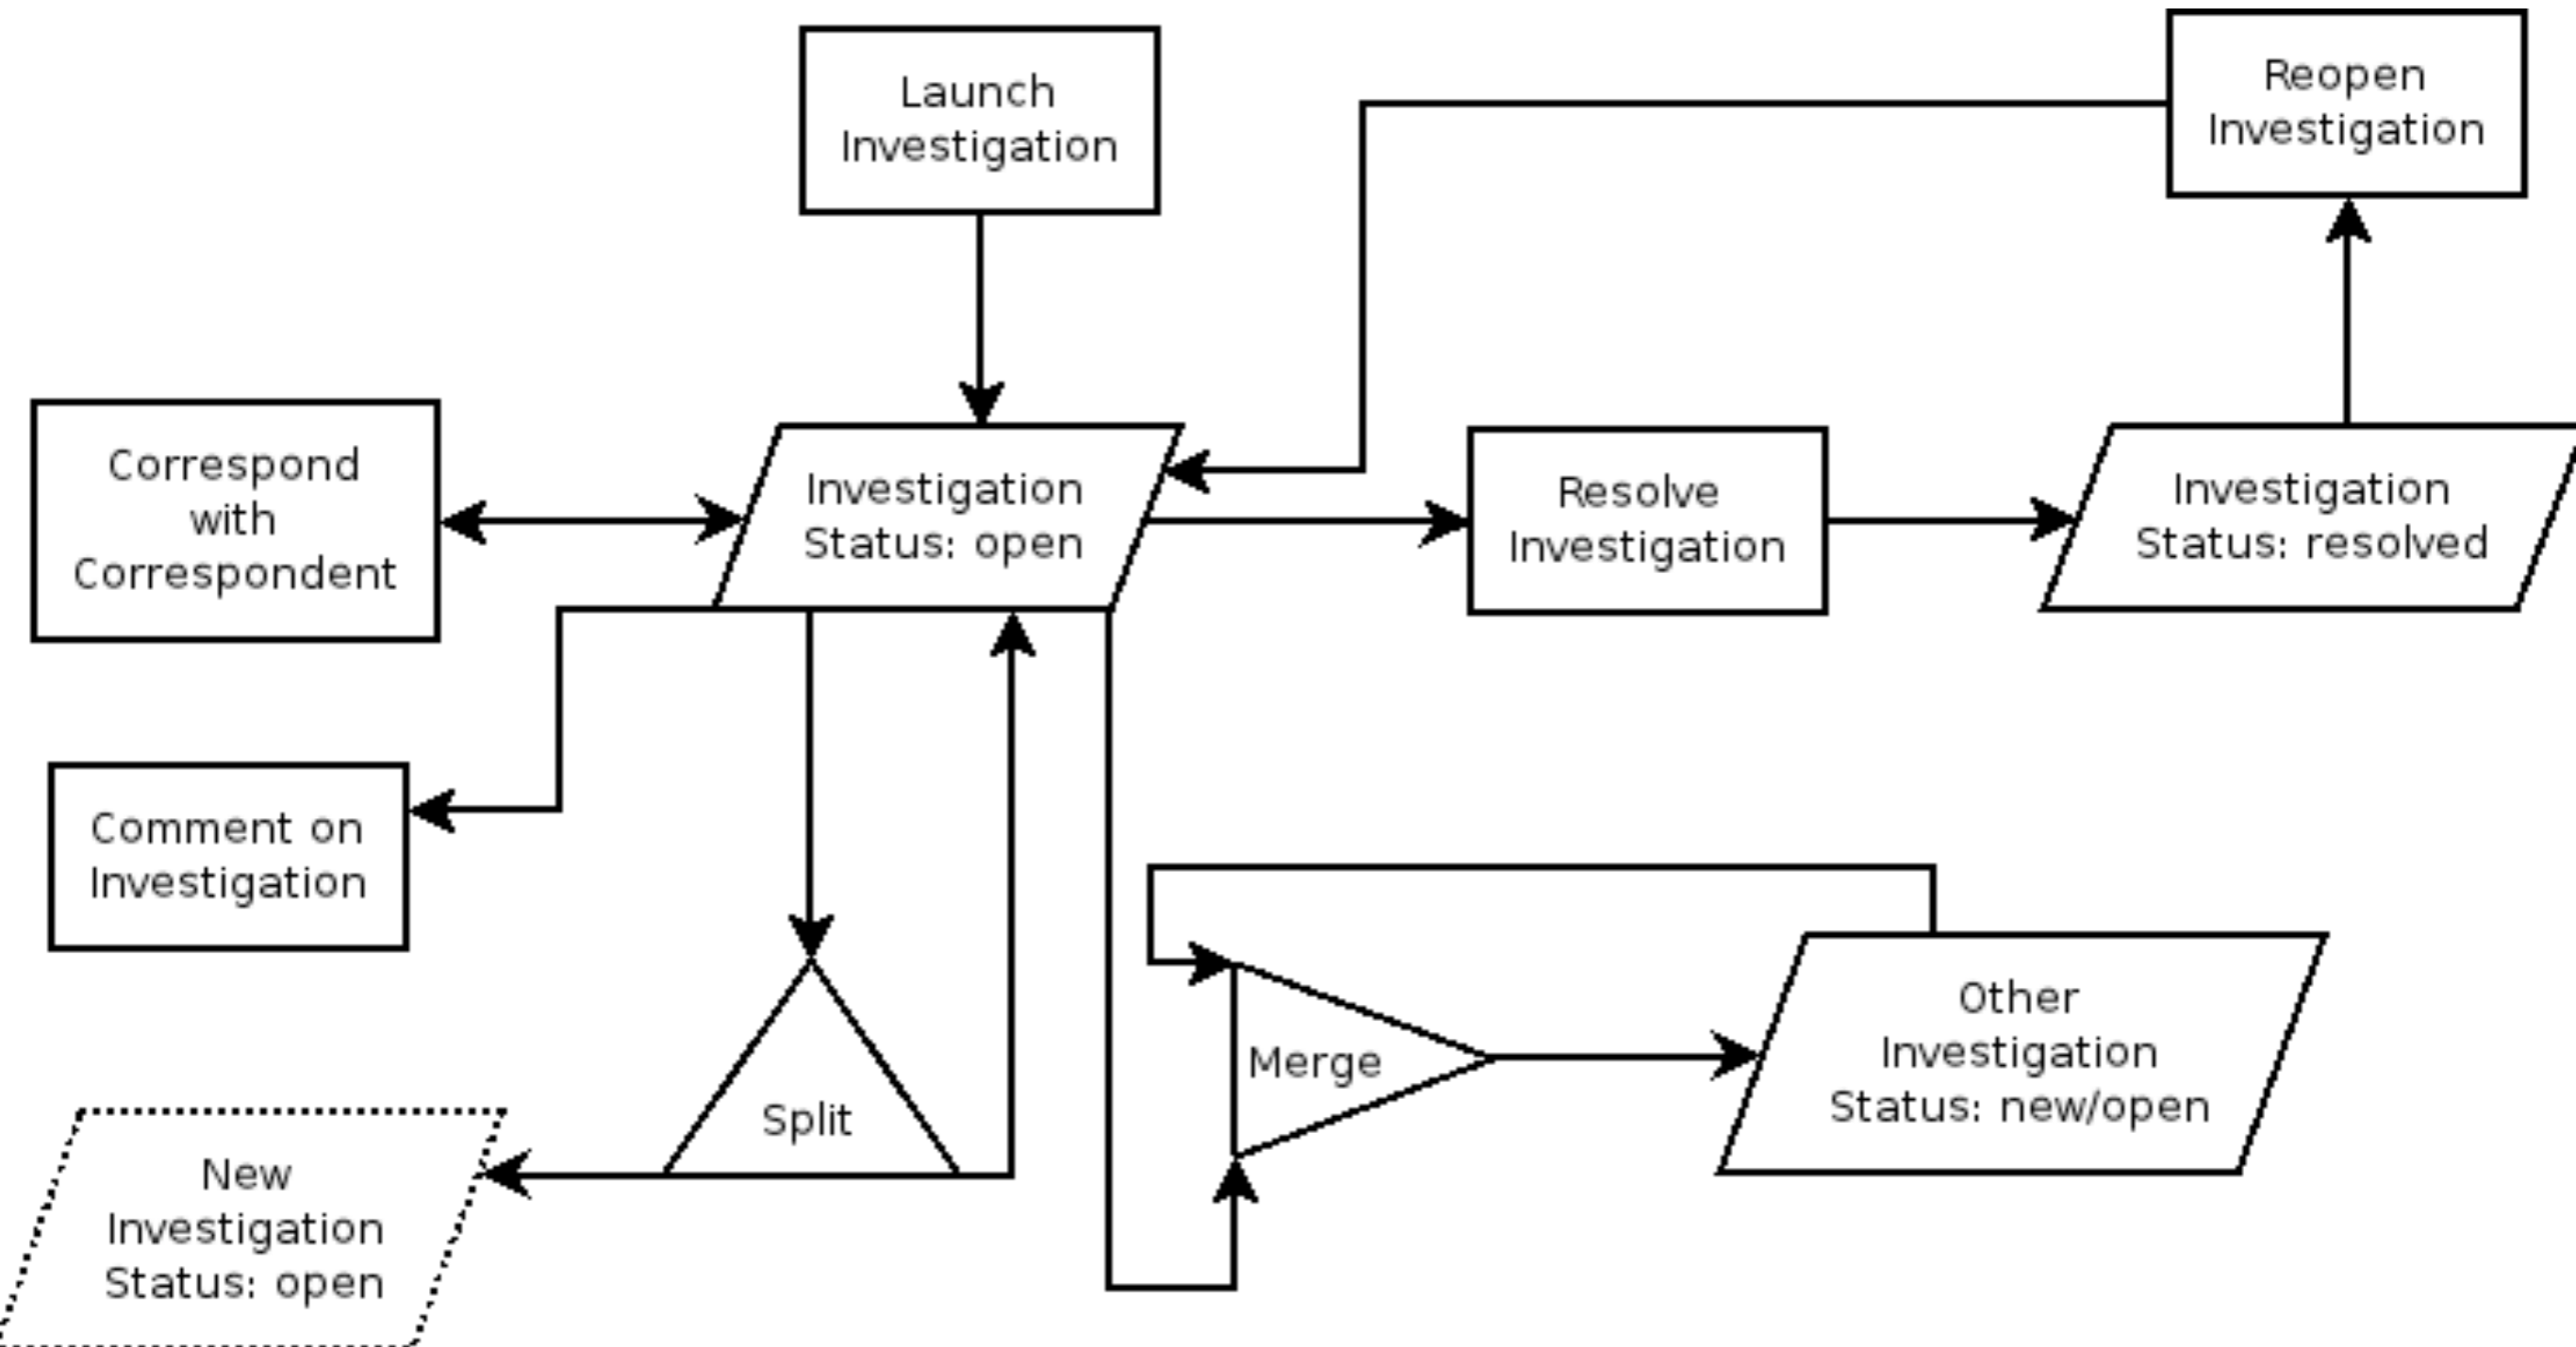 Launch
Investigation
Reopen
Investigation
Correspond
with
Correspondent
Investigation
Status: open
Resolve
Investigation
Investigation
Status: resolved
Comment on
Investigation
Split
Merge
Other
Investigation
Status: new/open
New
Investigation
Status: open